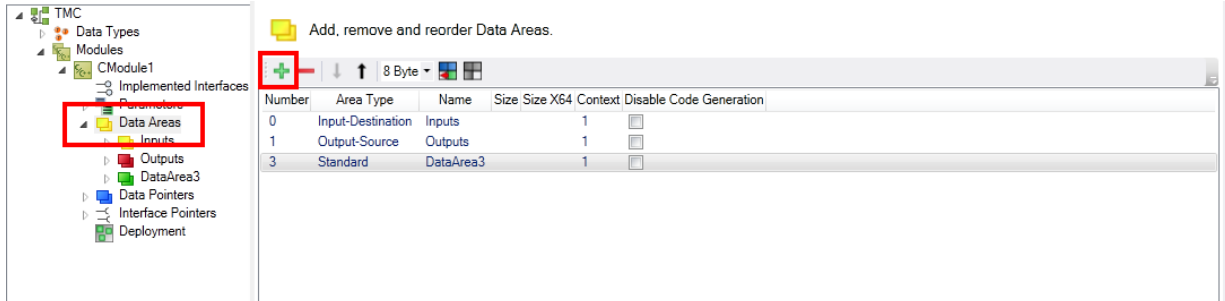 TMC
Data Types
Modules
CModule1
Implemented Interfaces
Parameters
Data Areas
Inputs
Outputs
DataArea3
Data Pointers
Interface Pointers
Deployment
Add, remove and reorder Data Areas.
8 Byte
Number Area Type Name Size Size X64 Context Disable Code Generation
0 Input-Destination Inputs 1
1 Output-Source Outputs 1
3 Standard DataArea3 1